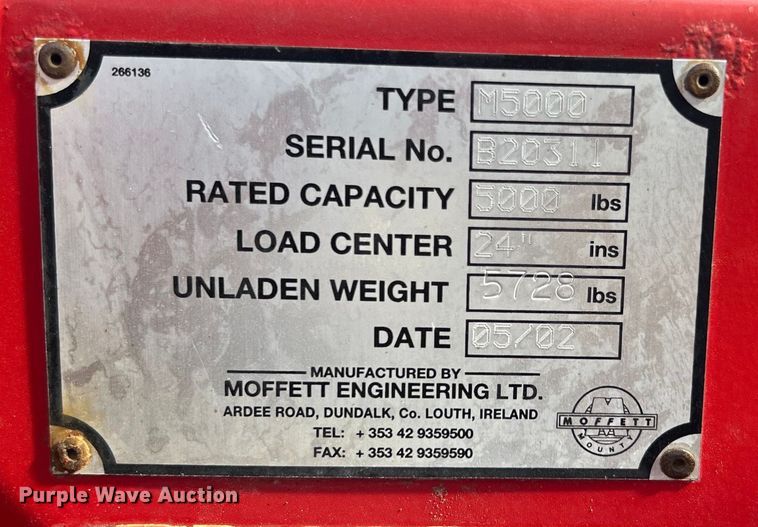 266136
TYPE M5000
SERIAL No. B20311
RATED CAPACITY 5000 lbs
LOAD CENTER 24" ins
UNLADEN WEIGHT 5728 lbs
DATE 05/02
MANUFACTURED BY
MOFFETT ENGINEERING LTD.
ARDEE ROAD, DUNDALK, Co. LOUTH, IRELAND
TEL: + 353 42 9359500
FAX: + 353 42 9359590
MOFFETT
MOUNTY
Purple Wave Auction